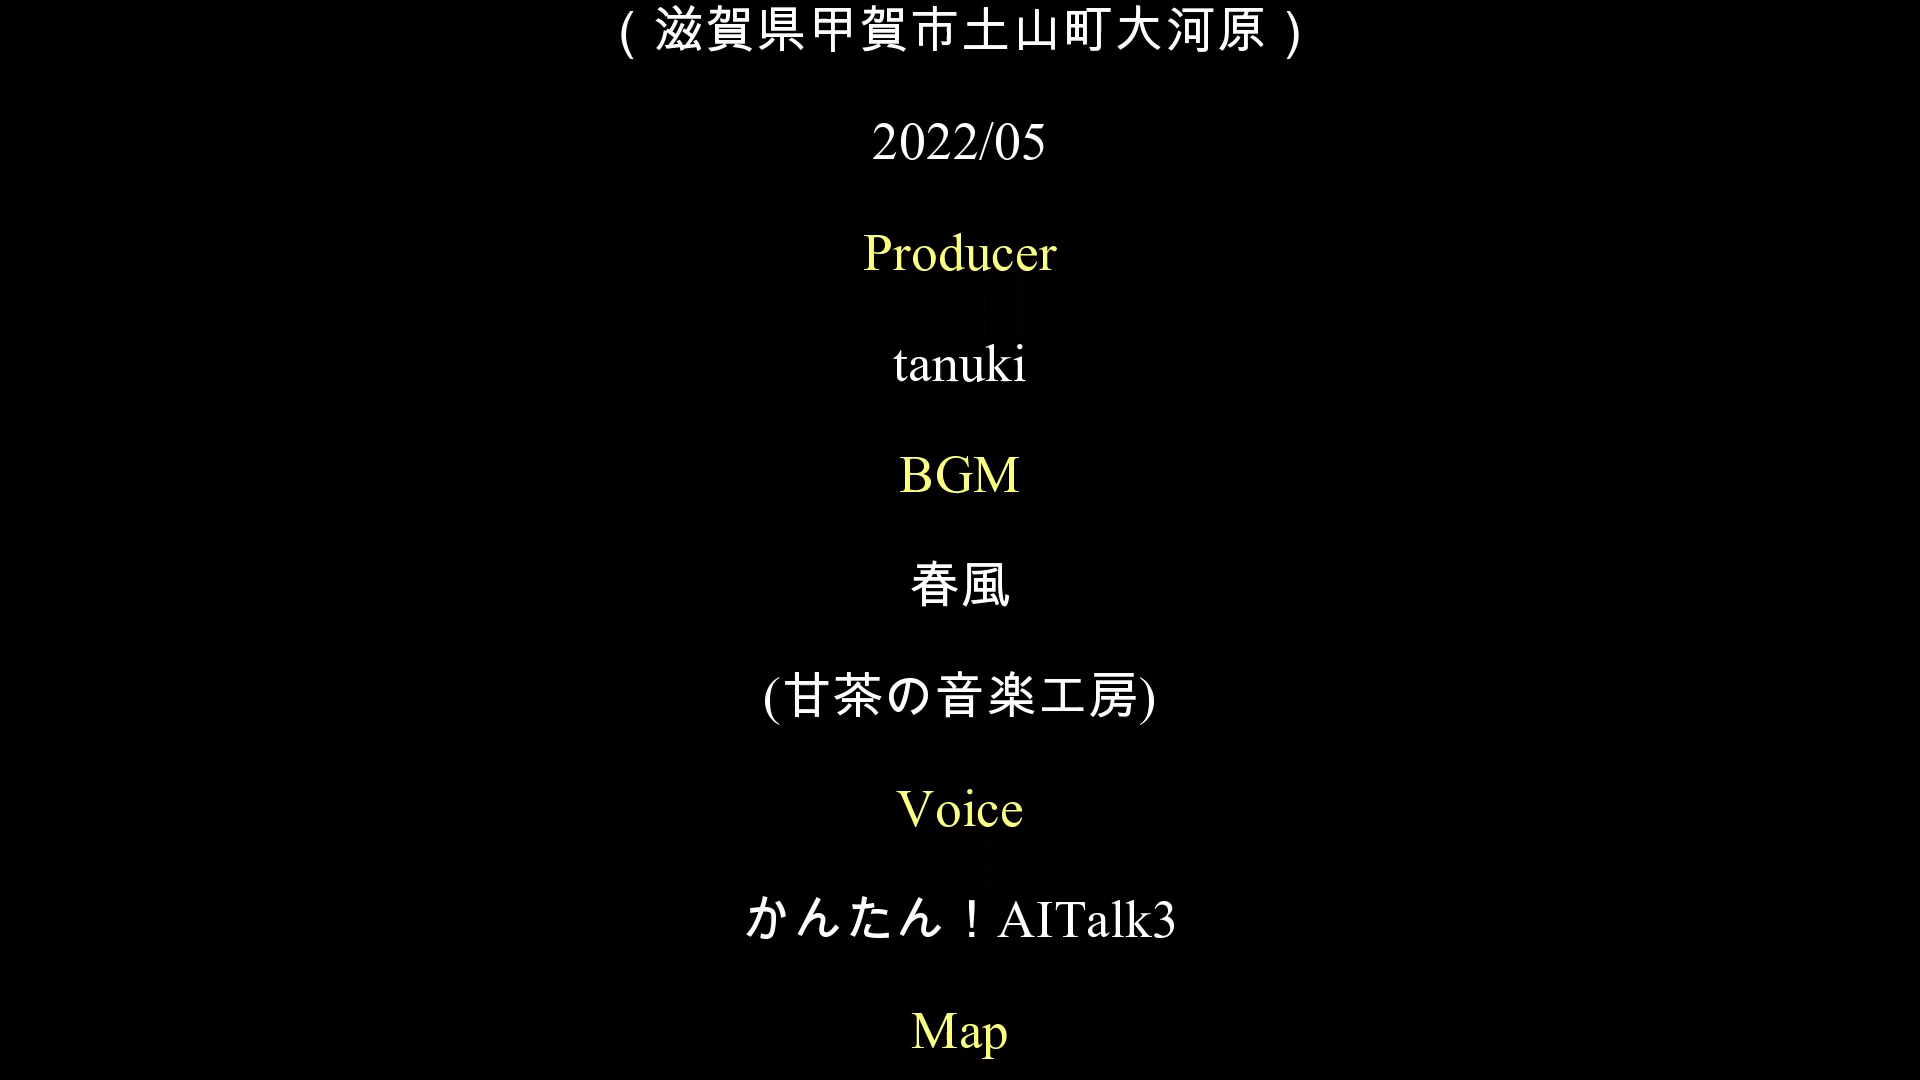 （滋賀県甲賀市土山町大河原）
2022/05
Producer
tanuki
BGM
春風
(甘茶の音楽工房)
Voice
かんたん！AITalk3
Map